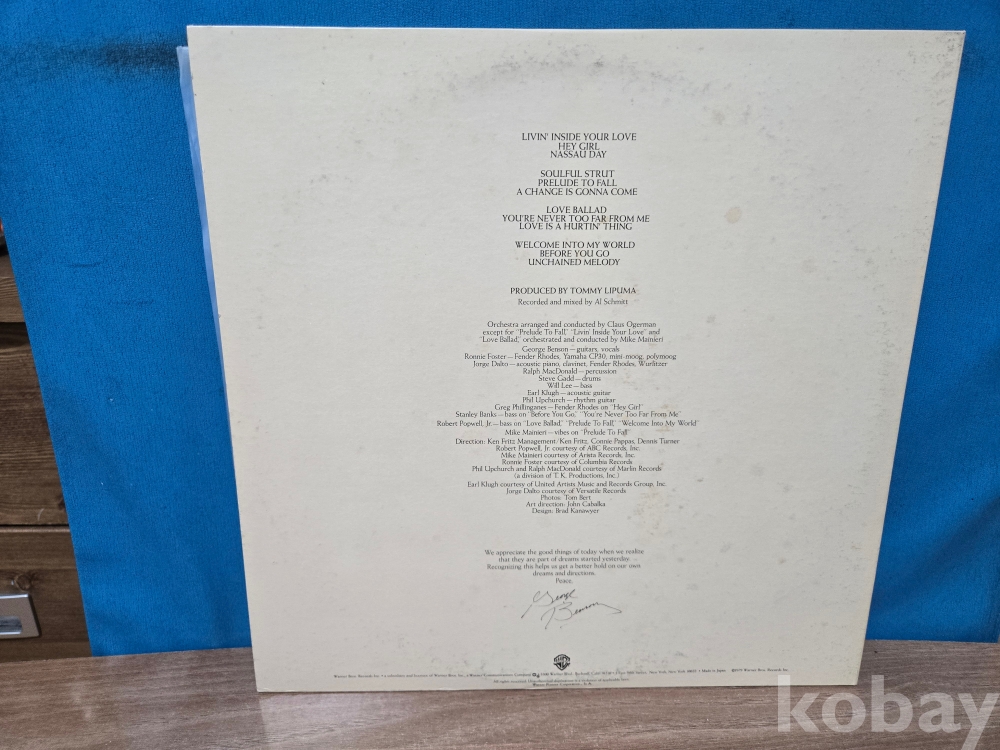 LIVIN' INSIDE YOUR LOVE
HEY GIRL
NASSAU DAY
SOULFUL STRUT
PRELUDE TO FALL
A CHANGE IS GONNA COME
LOVE BALLAD
YOU'RE NEVER TOO FAR FROM ME
LOVE IS A HURTIN' THING
WELCOME INTO MY WORLD
BEFORE YOU GO
UNCHAINED MELODY
PRODUCED BY TOMMY LIPUMA
Recorded and mixed by Al Schmitt
Orchestra arranged and conducted by Claus Ogerman
except for "Prelude To Fall," "Livin' Inside Your Love" and
"Love Ballad," orchestrated and conducted by Mike Mainieri
George Benson—guitars, vocals
Ronnie Foster—Fender Rhodes, Yamaha CP30, mini-moog, polymoog
Jorge Dalto—acoustic piano, clavinet, Fender Rhodes, Wurlitzer
Ralph MacDonald—percussion
Steve Gadd—drums
Will Lee—bass
Earl Klugh—acoustic guitar
Phil Upchurch—rhythm guitar
Greg Phillinganes—Fender Rhodes on "Hey Girl"
Stanley Banks—bass on "Before You Go," "You're Never Too Far From Me"
Robert Popwell, Jr.—bass on "Love Ballad," "Prelude To Fall," "Welcome Into My World"
Mike Mainieri—vibes on "Prelude To Fall"
Direction: Ken Fritz Management/Ken Fritz, Connie Pappas, Dennis Turner
Robert Popwell, Jr. courtesy of ABC Records, Inc.
Mike Mainieri courtesy of Arista Records, Inc.
Ronnie Foster courtesy of Columbia Records
Phil Upchurch and Ralph MacDonald courtesy of Marlin Records
(a division of T. K. Productions, Inc.)
Earl Klugh courtesy of United Artists Music and Records Group, Inc.
Jorge Dalto courtesy of Versatile Records
Photos: Tom Bert
Art direction: John Cabalka
Design: Brad Kanawyer
We appreciate the good things of today when we realize
that they are part of dreams started yesterday.
Recognizing this helps us get a better hold on our own
dreams and directions.
Peace,
George
Benson
kobay